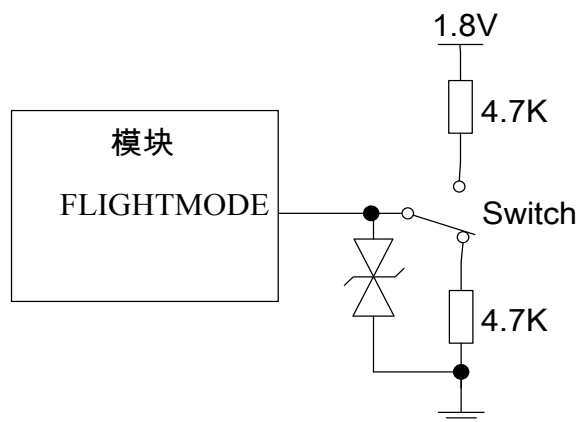 1.8V
4.7K
模块
FLIGHTMODE
Switch
4.7K